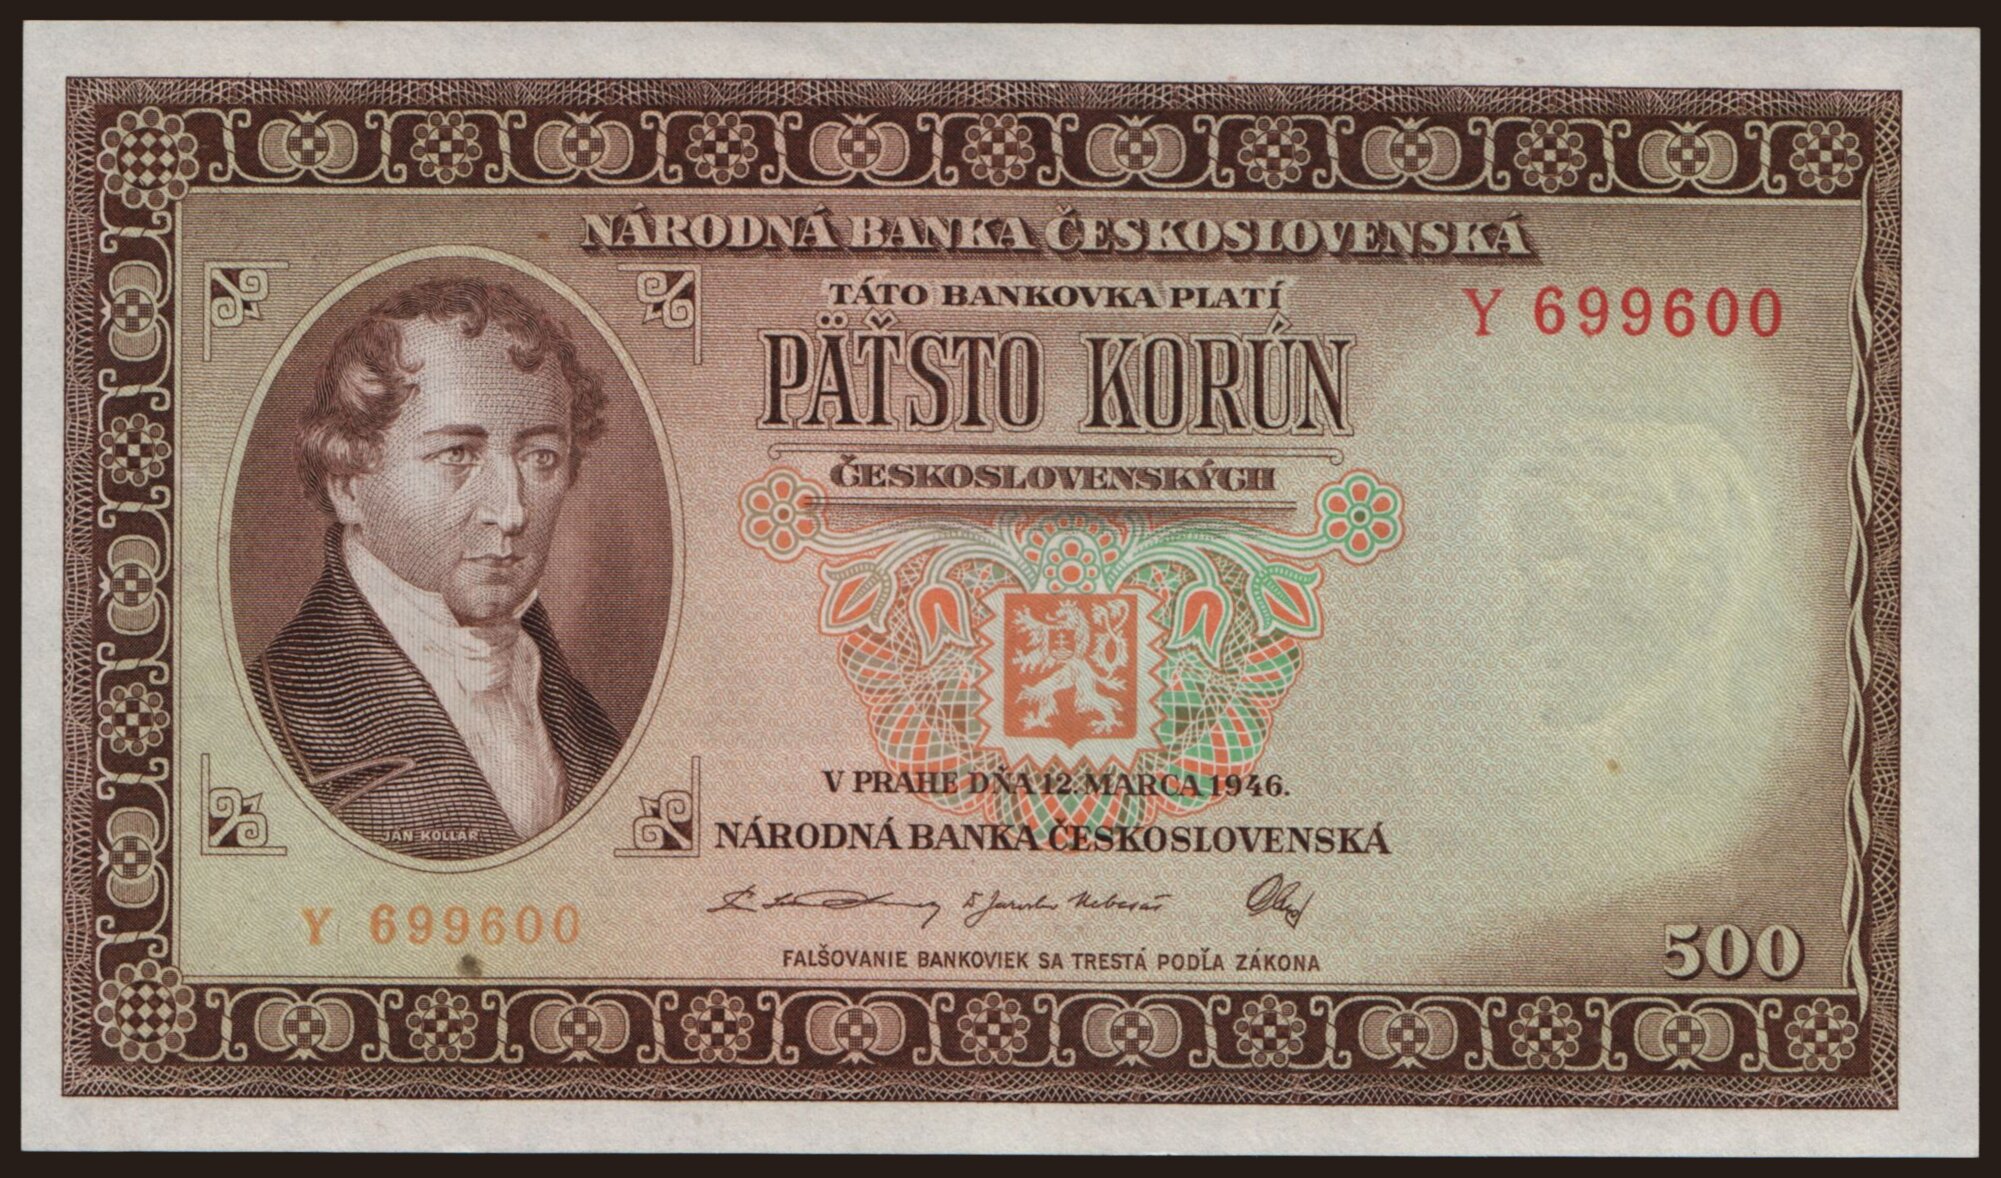 NÁRODNÁ BANKA ČESKOSLOVENSKÁ
TÁTO BANKOVKA PLATÍ
Y 699600
PÄŤSTO KORÚN
ČESKOSLOVENSKÝCH
V PRAHE DŇA 12. MARCA 1946.
JÁN KOLLÁR
NÁRODNÁ BANKA ČESKOSLOVENSKÁ
Y 699600
FALŠOVANIE BANKOVIEK SA TRESTÁ PODĽA ZÁKONA
500